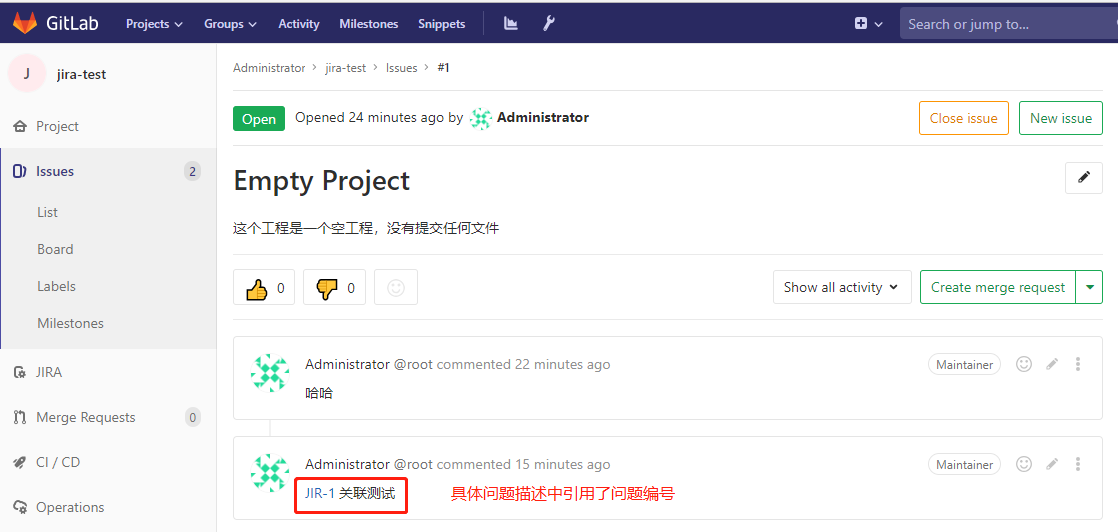 GitLab Projects Groups Activity Milestones Snippets Search or jump to...
J jira-test
Administrator > jira-test > Issues > #1
Project
Open Opened 24 minutes ago by Administrator Close issue New issue
Issues 2
Empty Project
List
这个工程是一个空工程，没有提交任何文件
Board
Labels
0 0 Show all activity Create merge request
Milestones
Administrator @root commented 22 minutes ago Maintainer
JIRA
哈哈
Merge Requests 0
CI / CD
Administrator @root commented 15 minutes ago Maintainer
JIR-1 关联测试 具体问题描述中引用了问题编号
Operations